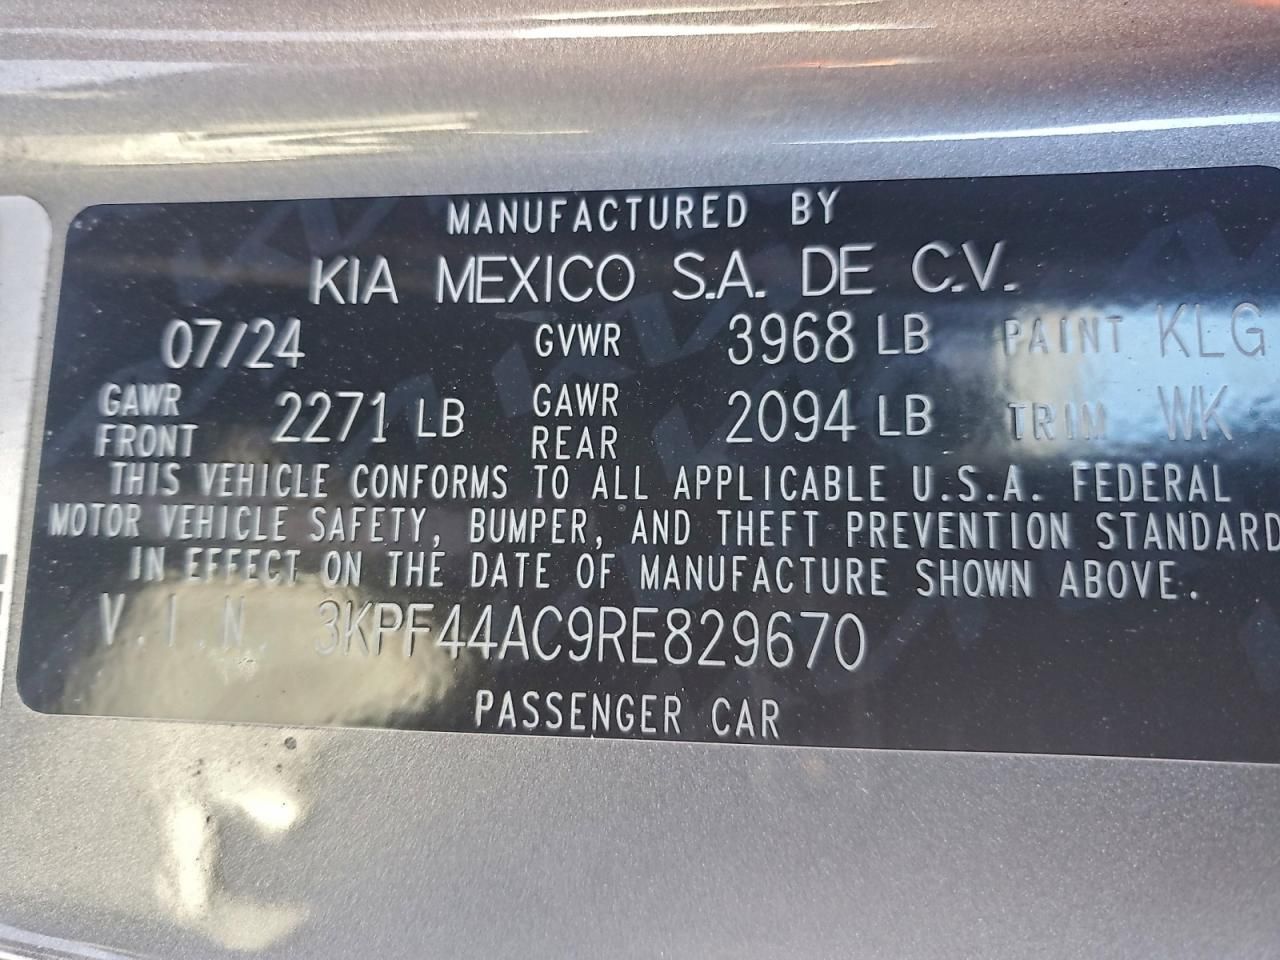 MANUFACTURED BY
KIA MEXICO S.A. DE C.V.
07/24 GVWR 3968 LB PAINT KLG
GAWR FRONT 2271 LB GAWR REAR 2094 LB TRIM WK
THIS VEHICLE CONFORMS TO ALL APPLICABLE U.S.A. FEDERAL
MOTOR VEHICLE SAFETY, BUMPER, AND THEFT PREVENTION STANDARD
IN EFFECT ON THE DATE OF MANUFACTURE SHOWN ABOVE.
V.I.N. 3KPF44AC9RE829670
PASSENGER CAR